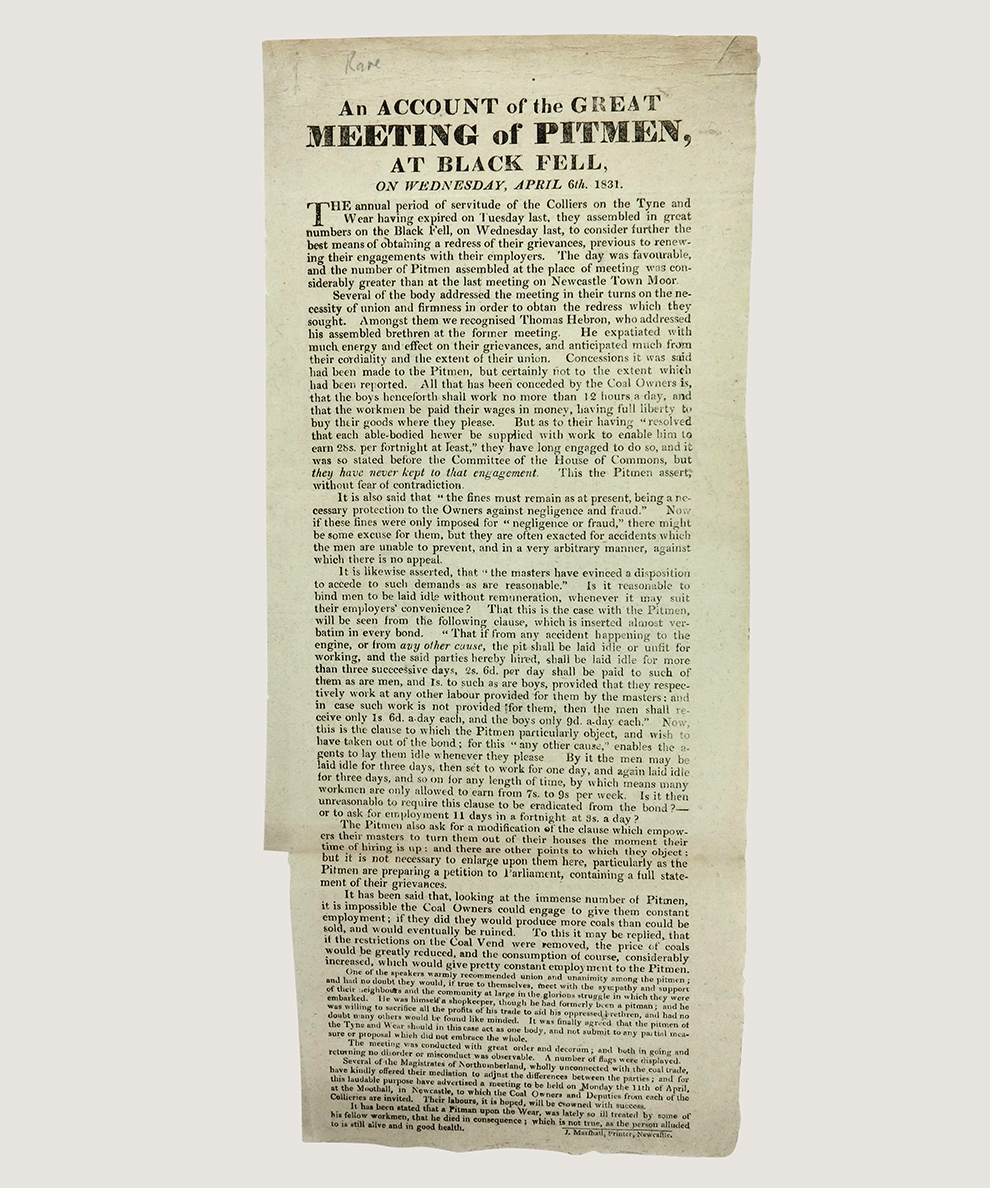 Rare
An ACCOUNT of the GREAT
MEETING of PITMEN,
AT BLACK FELL,
ON WEDNESDAY, APRIL 6th. 1831.
THE annual period of servitude of the Colliers on the Tyne and
Wear having expired on Tuesday last, they assembled in great
numbers on the Black Fell, on Wednesday last, to consider further the
best means of obtaining a redress of their grievances, previous to renew-
ing their engagements with their employers. The day was favourable,
and the number of Pitmen assembled at the place of meeting was con-
siderably greater than at the last meeting on Newcastle Town Moor.
Several of the body addressed the meeting in their turns on the ne-
cessity of union and firmness in order to obtan the redress which they
sought. Amongst them we recognised Thomas Hebron, who addressed
his assembled brethren at the former meeting. He expatiated with
much energy and effect on their grievances, and anticipated much from
their cordiality and the extent of their union. Concessions it was said
had been made to the Pitmen, but certainly not to the extent which
had been reported. All that has been conceded by the Coal Owners is,
that the boys henceforth shall work no more than 12 hours a day, and
that the workmen be paid their wages in money, having full liberty to
buy their goods where they please. But as to their having "resolved
that each able-bodied hewer be supplied with work to enable him to
earn 28s. per fortnight at least," they have long engaged to do so, and it
was so stated before the Committee of the House of Commons, but
they have never kept to that engagement. This the Pitmen assert,
without fear of contradiction.
It is also said that "the fines must remain as at present, being a ne-
cessary protection to the Owners against negligence and fraud." Now
if these fines were only imposed for "negligence or fraud," there might
be some excuse for them, but they are often exacted for accidents which
the men are unable to prevent, and in a very arbitrary manner, against
which there is no appeal.
It is likewise asserted, that "the masters have evinced a disposition
to accede to such demands as are reasonable." Is it reasonable to
bind men to be laid idle without remuneration, whenever it may suit
their employers' convenience? That this is the case with the Pitmen,
will be seen from the following clause, which is inserted almost ver-
batim in every bond. "That if from any accident happening to the
engine, or from avy other cause, the pit shall be laid idle or unfit for
working, and the said parties hereby hired, shall be laid idle for more
than three succcessive days, 2s. 6d. per day shall be paid to such of
them as are men, and 1s. to such as are boys, provided that they respec-
tively work at any other labour provided for them by the masters; and
in case such work is not provided for them, then the men shall re-
ceive only 1s 6d. a-day each, and the boys only 9d. a-day each." Now,
this is the clause to which the Pitmen particularly object, and wish to
have taken out of the bond; for this "any other cause," enables the a-
gents to lay them idle whenever they please By it the men may be
laid idle for three days, then set to work for one day, and again laid idle
for three days, and so on for any length of time, by which means many
workmen are only allowed to earn from 7s. to 9s per week. Is it then
unreasonable to require this clause to be eradicated from the bond?—
or to ask for employment 11 days in a fortnight at 3s. a day?
The Pitmen also ask for a modification of the clause which empow-
ers their masters to turn them out of their houses the moment their
time of hiring is up: and there are other points to which they object:
but it is not necessary to enlarge upon them here, particularly as the
Pitmen are preparing a petition to Parliament, containing a full state-
ment of their grievances.
It has been said that, looking at the immense number of Pitmen,
it is impossible the Coal Owners could engage to give them constant
employment; if they did they would produce more coals than could be
sold, and would eventually be ruined. To this it may be replied, that
if the restrictions on the Coal Vend were removed, the price of coals
would be greatly reduced, and the consumption of course, considerably
increased, which would give pretty constant employment to the Pitmen.
One of the speakers warmly recommended union and unanimity among the pitmen;
and had no doubt they would, if true to themselves, meet with the sympathy and support
of their neighbours and the community at large in the glorious struggle in which they were
embarked. He was himself a shopkeeper, though he had formerly been a pitman; and he
was willing to sacrifice all the profits of his trade to aid his oppressed brethren, and had no
doubt many others would be found like minded. It was finally agreed that the pitmen of
the Tyne and Wear should in this case act as one body, and not submit to any partial mea-
sure or proposal which did not embrace the whole.
The meeting was conducted with great order and decorum; and both in going and
returning no disorder or misconduct was observable. A number of flags were displayed.
Several of the Magistrates of Northumberland, wholly unconnected with the coal trade,
have kindly offered their mediation to adjust the differences between the parties; and for
this laudable purpose have advertised a meeting to be held on Monday the 11th of April,
at the Moothall, in Newcastle, to which the Coal Owners and Deputies from each of the
Collieries are invited. Their labours, it is hoped, will be crowned with success.
It has been stated that a Pitman upon the Wear, was lately so ill treated by some of
his fellow workmen, that he died in consequence; which is not true, as the person alluded
to is still alive and in good health.
J. Marshall, Printer, Newcastle.